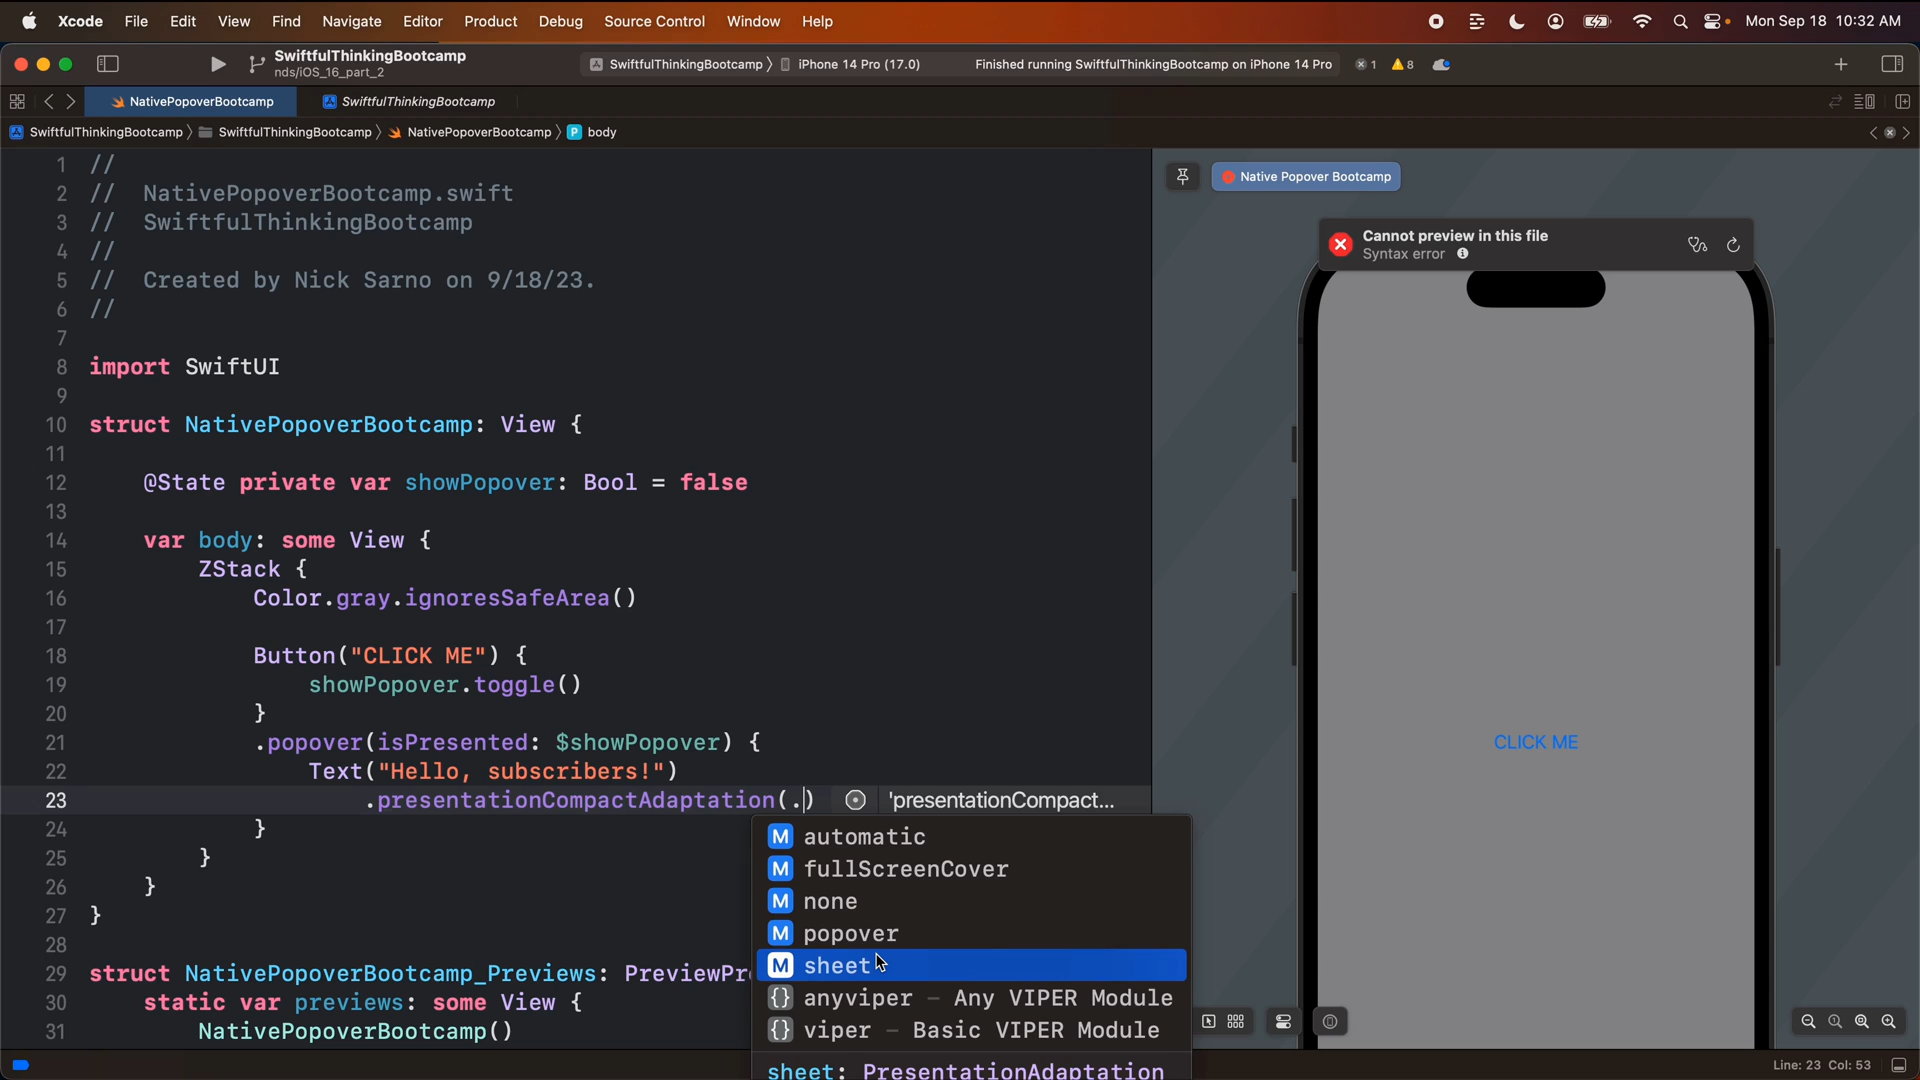 Xcode File Edit View Find Navigate Editor Product Debug Source Control Window Help Mon Sep 18 10:32 AM
SwiftfulThinkingBootcamp
nds/iOS_16_part_2
SwiftfulThinkingBootcamp 〉 iPhone 14 Pro (17.0) Finished running SwiftfulThinkingBootcamp on iPhone 14 Pro 1 8
NativePopoverBootcamp SwiftfulThinkingBootcamp
SwiftfulThinkingBootcamp 〉 SwiftfulThinkingBootcamp 〉 NativePopoverBootcamp 〉 P body
1 //
2 // NativePopoverBootcamp.swift
3 // SwiftfulThinkingBootcamp
4 //
5 // Created by Nick Sarno on 9/18/23.
6 //
7
8 import SwiftUI
9
10 struct NativePopoverBootcamp: View {
11
12 @State private var showPopover: Bool = false
13
14 var body: some View {
15 ZStack {
16 Color.gray.ignoresSafeArea()
17
18 Button("CLICK ME") {
19 showPopover.toggle()
20 }
21 .popover(isPresented: $showPopover) {
22 Text("Hello, subscribers!")
23 .presentationCompactAdaptation(.) 'presentationCompact...
24 }
25 }
26 }
27 }
28
29 struct NativePopoverBootcamp_Previews: PreviewPr
30 static var previews: some View {
31 NativePopoverBootcamp()
M automatic
M fullScreenCover
M none
M popover
M sheet
{} anyviper – Any VIPER Module
{} viper – Basic VIPER Module
sheet: PresentationAdaptation
Native Popover Bootcamp
Cannot preview in this file
Syntax error
CLICK ME
Line: 23 Col: 53